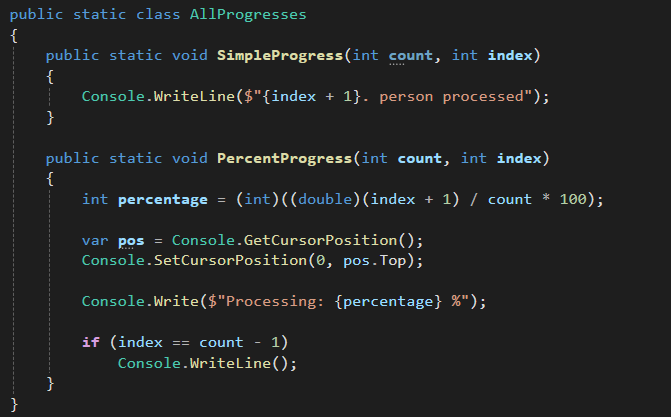 public static class AllProgresses
{
    public static void SimpleProgress(int count, int index)
    {
        Console.WriteLine($"{index + 1}. person processed");
    }

    public static void PercentProgress(int count, int index)
    {
        int percentage = (int)((double)(index + 1) / count * 100);

        var pos = Console.GetCursorPosition();
        Console.SetCursorPosition(0, pos.Top);

        Console.Write($"Processing: {percentage} %");

        if (index == count - 1)
            Console.WriteLine();
    }
}